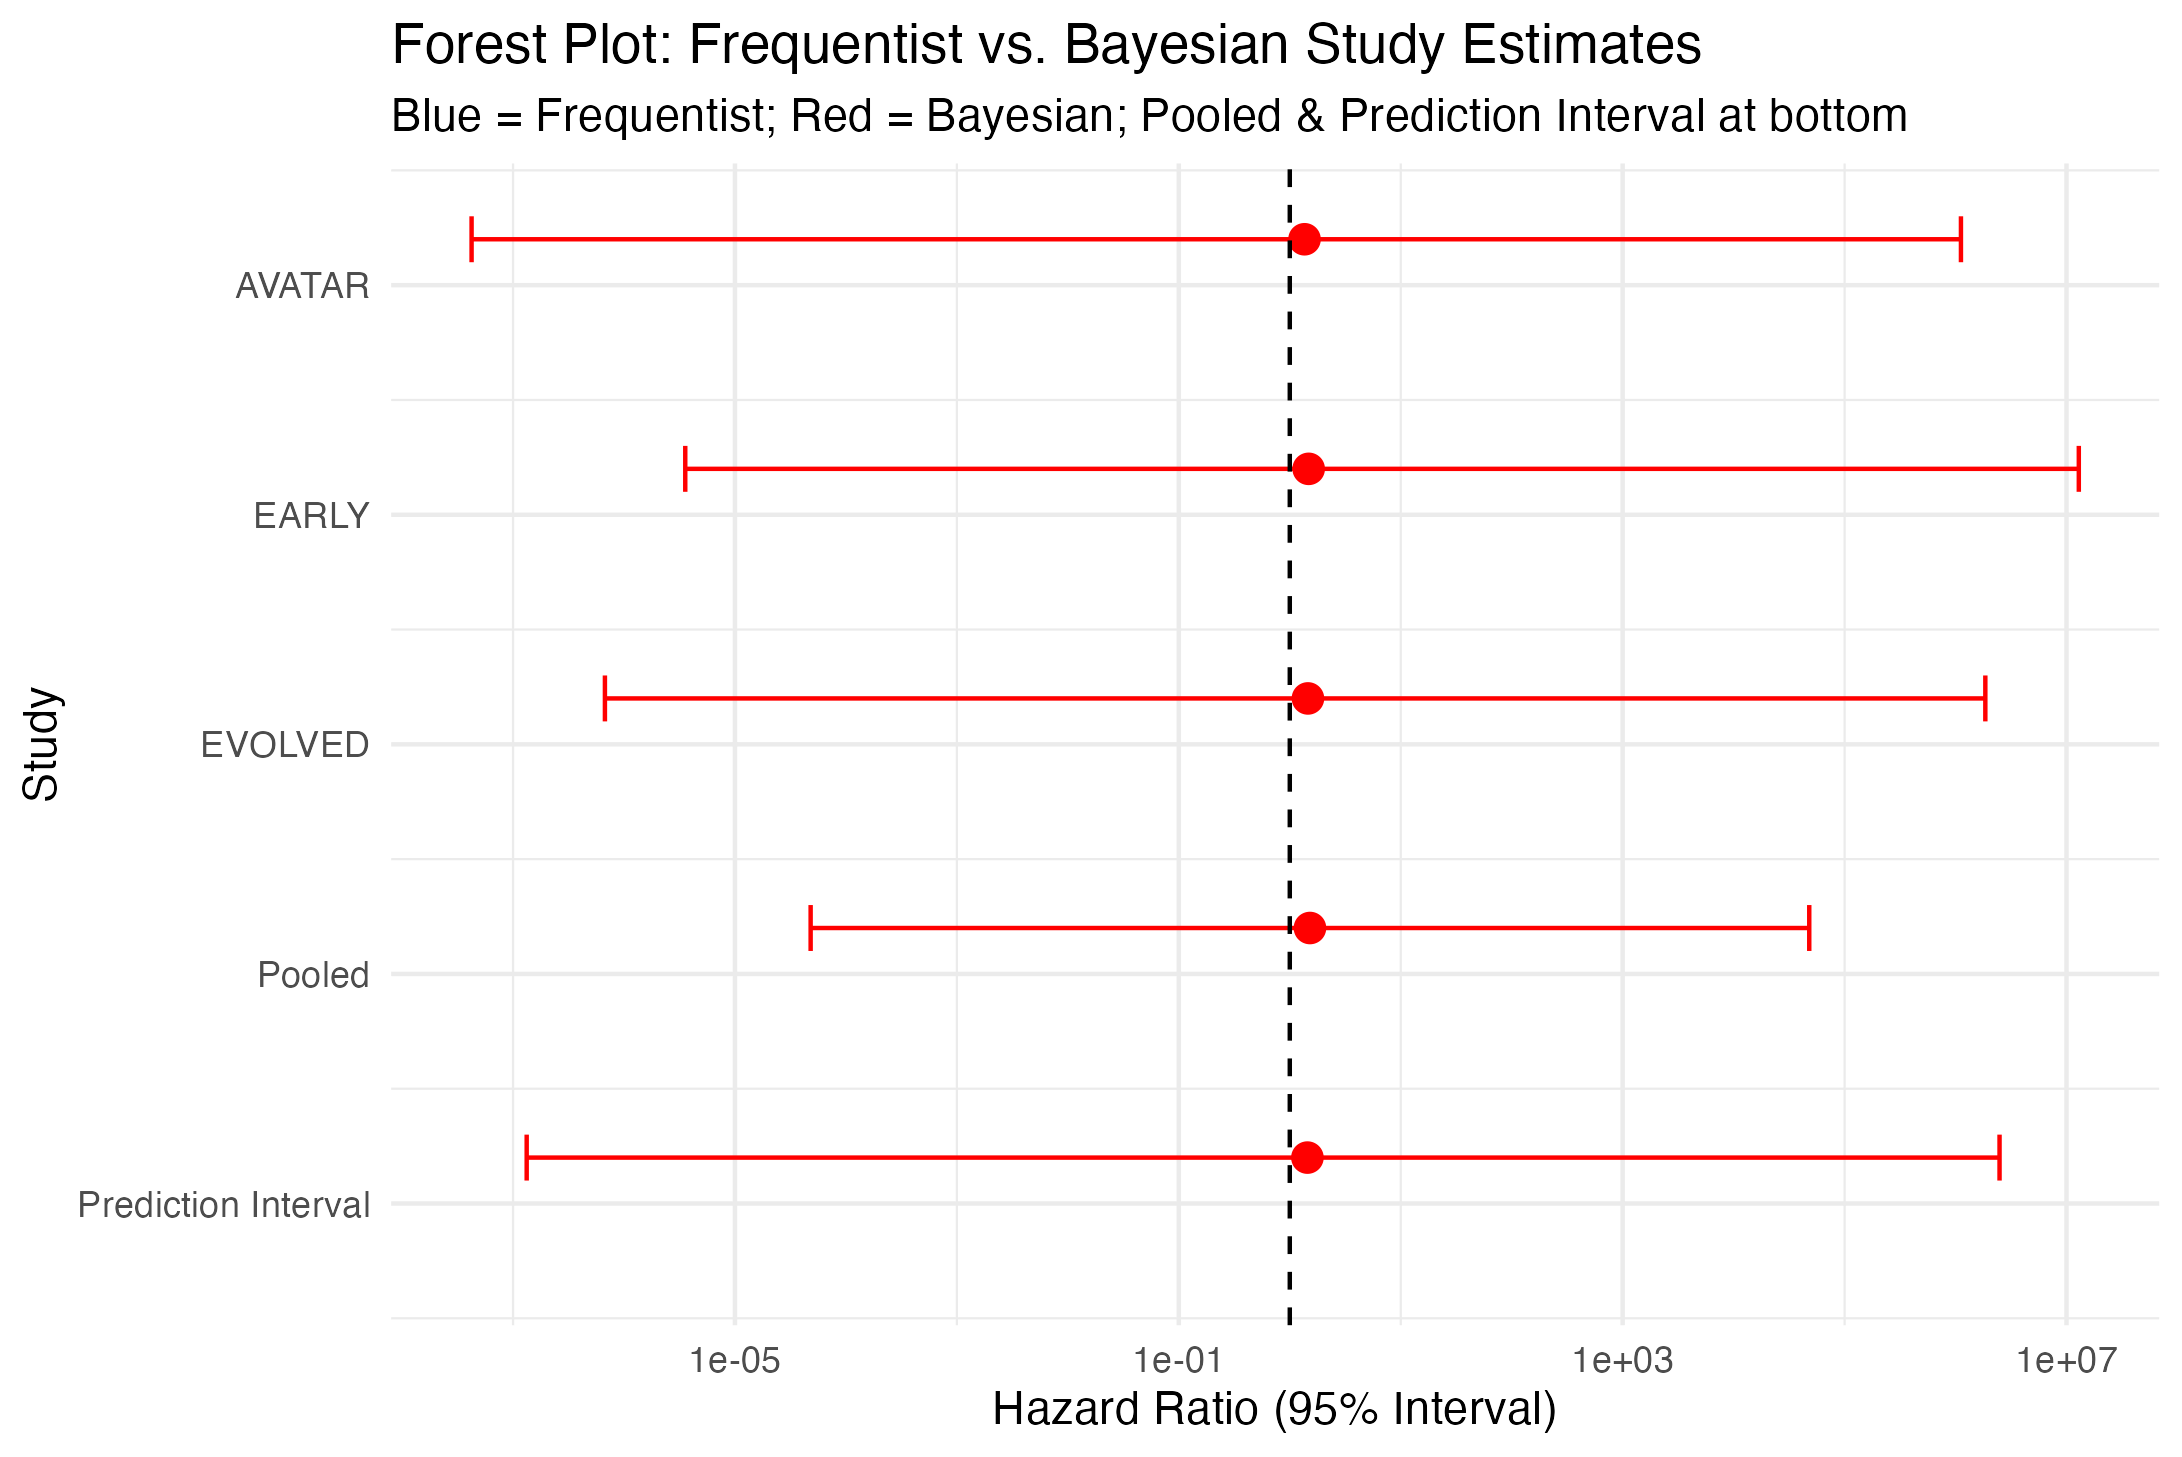 Forest Plot: Frequentist vs. Bayesian Study Estimates
Blue = Frequentist; Red = Bayesian; Pooled & Prediction Interval at bottom
Study
AVATAR
EARLY
EVOLVED
Pooled
Prediction Interval
1e-05 1e-01 1e+03 1e+07
Hazard Ratio (95% Interval)